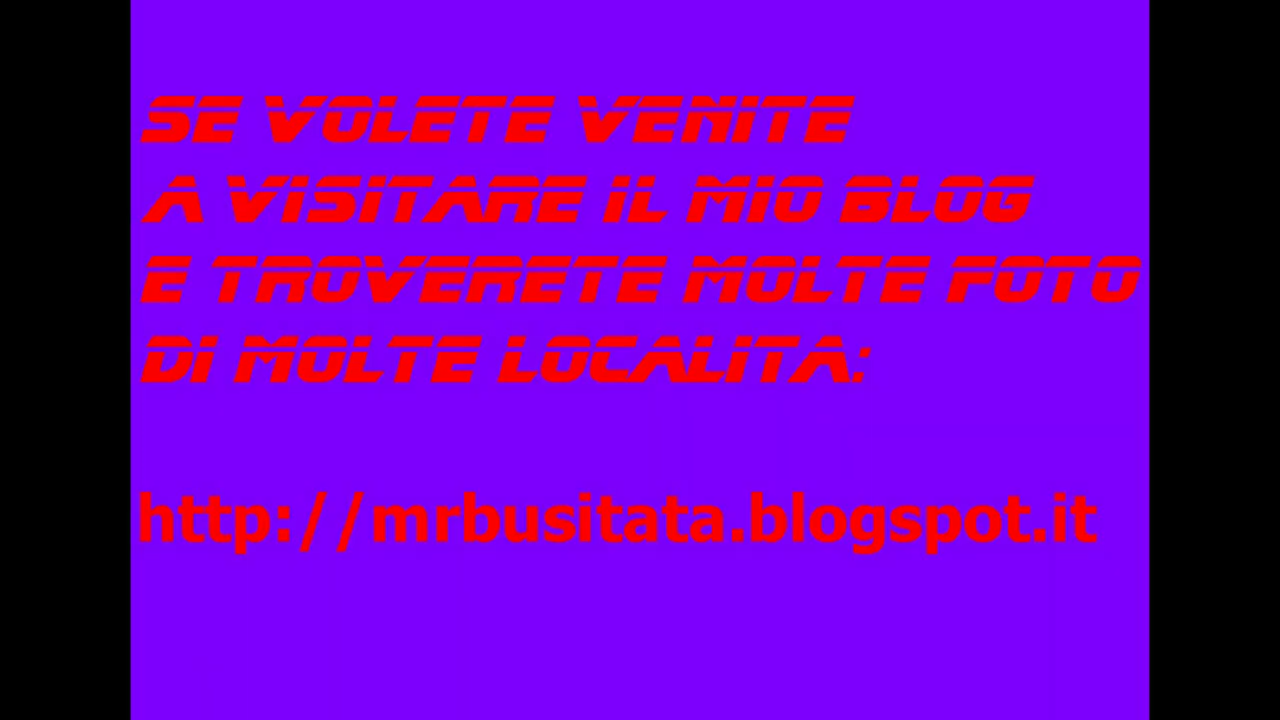 SE VOLETE VENITE
A VISITARE IL MIO BLOG
E TROVERETE MOLTE FOTO
DI MOLTE LOCALITA:
http://mrbusitata.blogspot.it